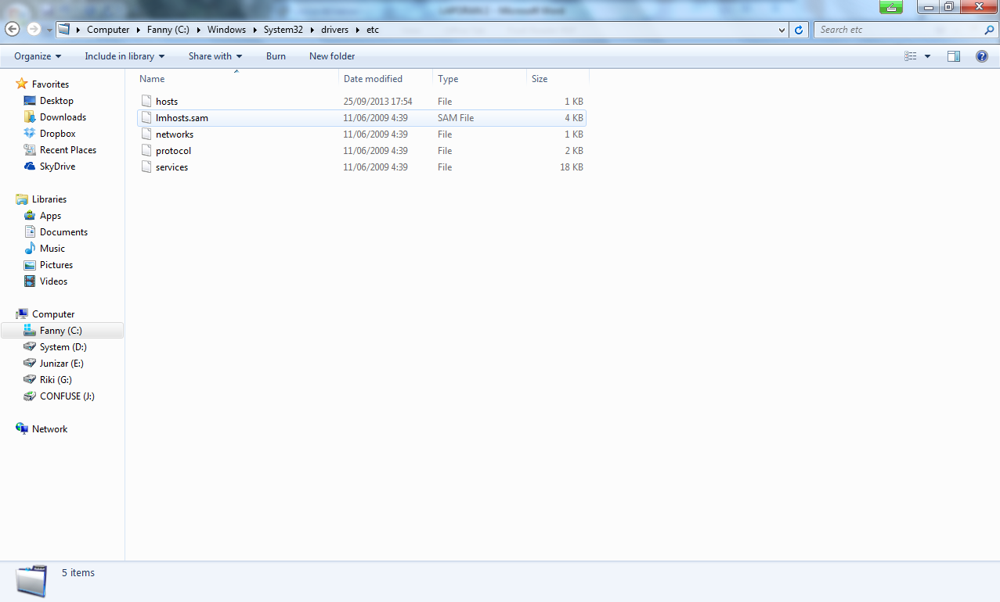 Computer Fanny (C:) Windows System32 drivers etc Search etc
Organize Include in library Share with Burn New folder
Favorites
Desktop
Downloads
Dropbox
Recent Places
SkyDrive
Libraries
Apps
Documents
Music
Pictures
Videos
Computer
Fanny (C:)
System (D:)
Junizar (E:)
Riki (G:)
CONFUSE (J:)
Network
Name Date modified Type Size
hosts 25/09/2013 17:54 File 1 KB
lmhosts.sam 11/06/2009 4:39 SAM File 4 KB
networks 11/06/2009 4:39 File 1 KB
protocol 11/06/2009 4:39 File 2 KB
services 11/06/2009 4:39 File 18 KB
5 items